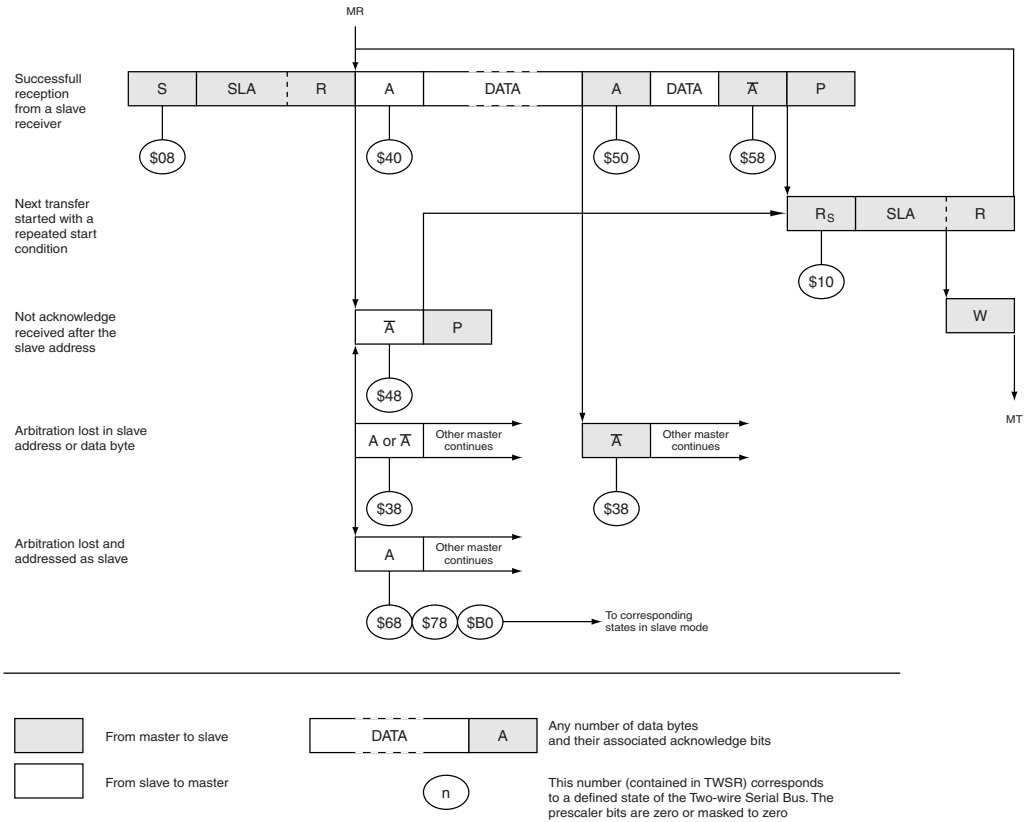 MR
Successfull
reception
from a slave
receiver
S SLA R A DATA A DATA A̅ P
$08 $40 $50 $58
Next transfer
started with a
repeated start
condition
RS SLA R
$10
Not acknowledge
received after the
slave address
A̅ P
W
$48
MT
Arbitration lost in slave
address or data byte
A or A̅ Other master
continues
A̅ Other master
continues
$38 $38
Arbitration lost and
addressed as slave
A Other master
continues
$68 $78 $B0
To corresponding
states in slave mode
From master to slave
DATA A
Any number of data bytes
and their associated acknowledge bits
From slave to master
n
This number (contained in TWSR) corresponds
to a defined state of the Two-wire Serial Bus. The
prescaler bits are zero or masked to zero